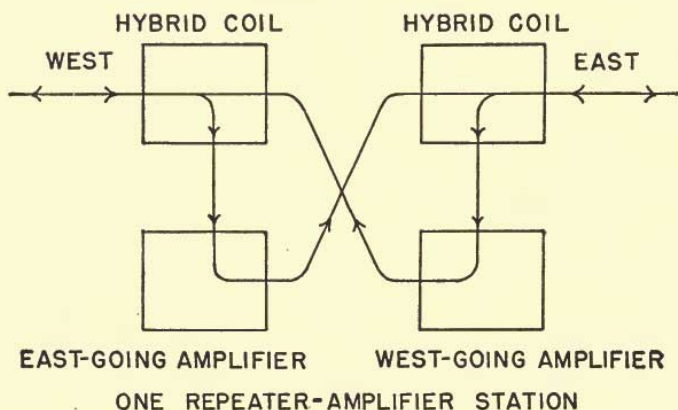 HYBRID COIL HYBRID COIL
WEST EAST
EAST-GOING AMPLIFIER WEST-GOING AMPLIFIER
ONE REPEATER-AMPLIFIER STATION